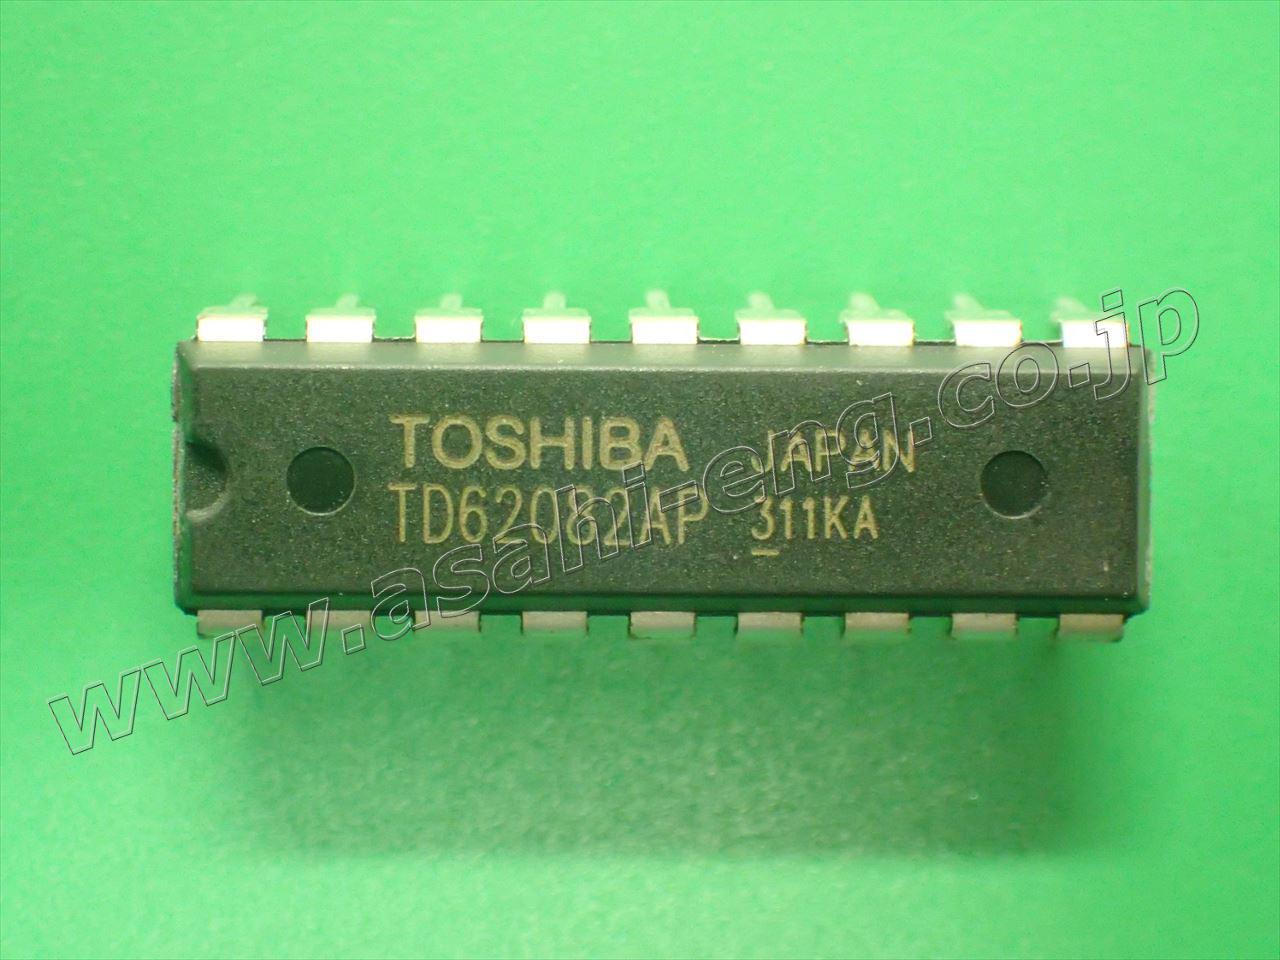 TOSHIBA JAPAN
TD62082AP 311KA
www.asahi-eng.co.jp